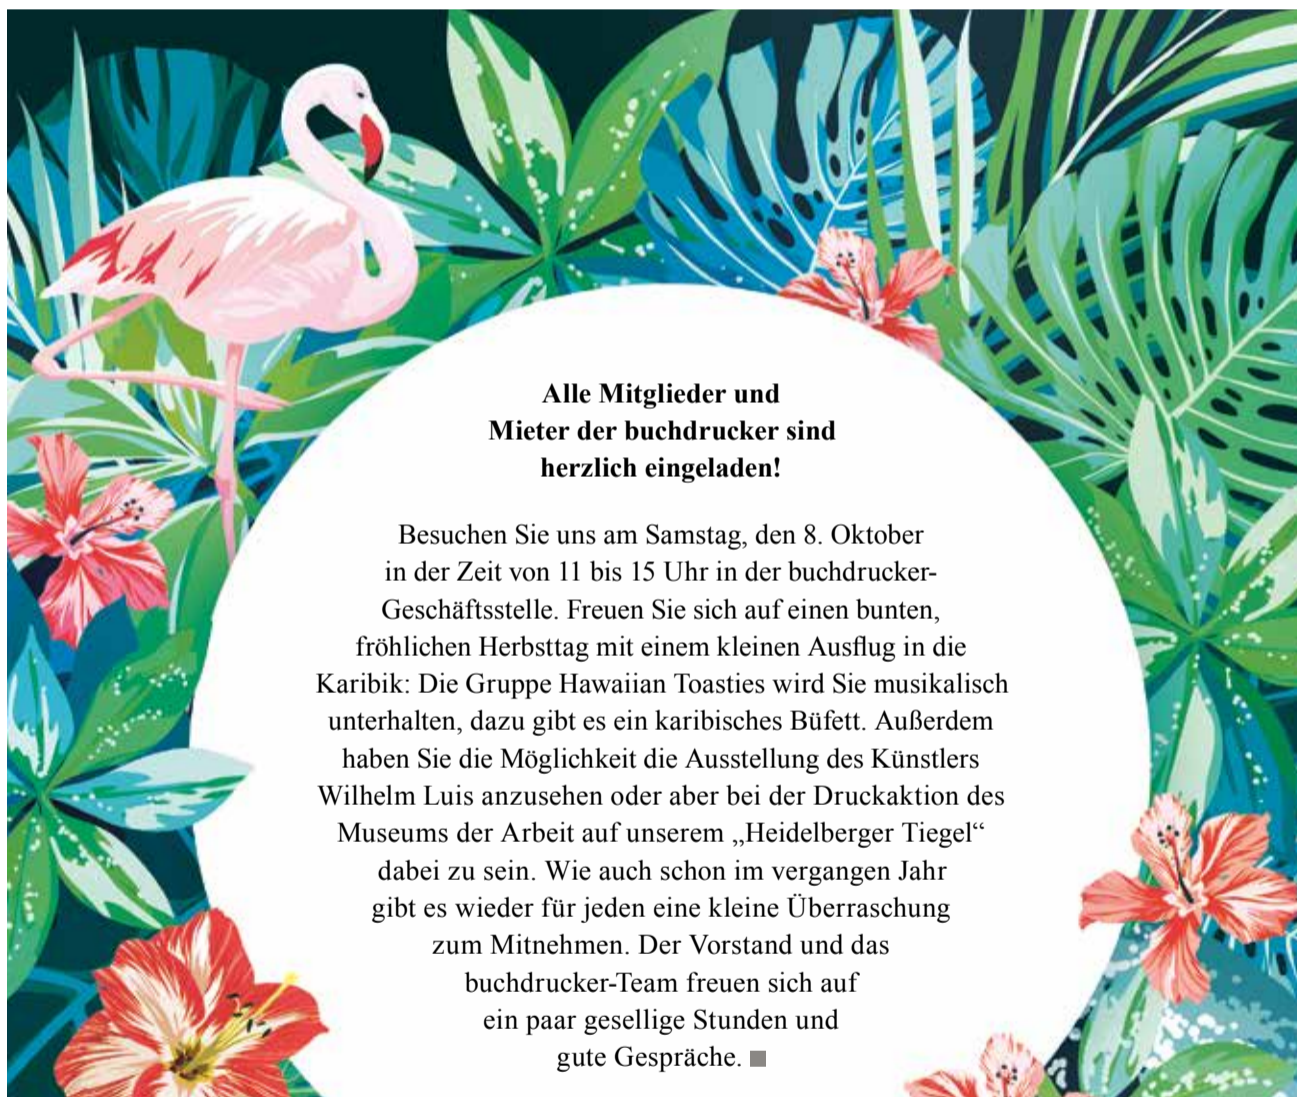 Alle Mitglieder und
Mieter der buchdrucker sind
herzlich eingeladen!
Besuchen Sie uns am Samstag, den 8. Oktober
in der Zeit von 11 bis 15 Uhr in der buchdrucker-
Geschäftsstelle. Freuen Sie sich auf einen bunten,
fröhlichen Herbsttag mit einem kleinen Ausflug in die
Karibik: Die Gruppe Hawaiian Toasties wird Sie musikalisch
unterhalten, dazu gibt es ein karibisches Büfett. Außerdem
haben Sie die Möglichkeit die Ausstellung des Künstlers
Wilhelm Luis anzusehen oder aber bei der Druckaktion des
Museums der Arbeit auf unserem „Heidelberger Tiegel“
dabei zu sein. Wie auch schon im vergangen Jahr
gibt es wieder für jeden eine kleine Überraschung
zum Mitnehmen. Der Vorstand und das
buchdrucker-Team freuen sich auf
ein paar gesellige Stunden und
gute Gespräche.